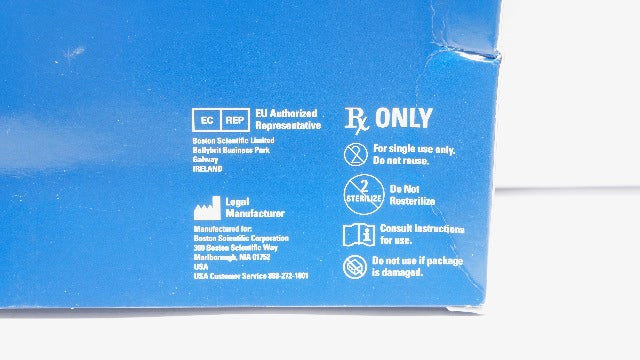 EC REP EU Authorized
Representative
Boston Scientific Limited
Ballybrit Business Park
Galway
IRELAND
Legal
Manufacturer
Manufactured for:
Boston Scientific Corporation
300 Boston Scientific Way
Marlborough, MA 01752
USA
USA Customer Service 888-272-1001
Rx ONLY
2 For single use only.
Do not reuse.
2
STERILIZE
Do Not
Resterilize
i Consult instructions
for use.
Do not use if package
is damaged.